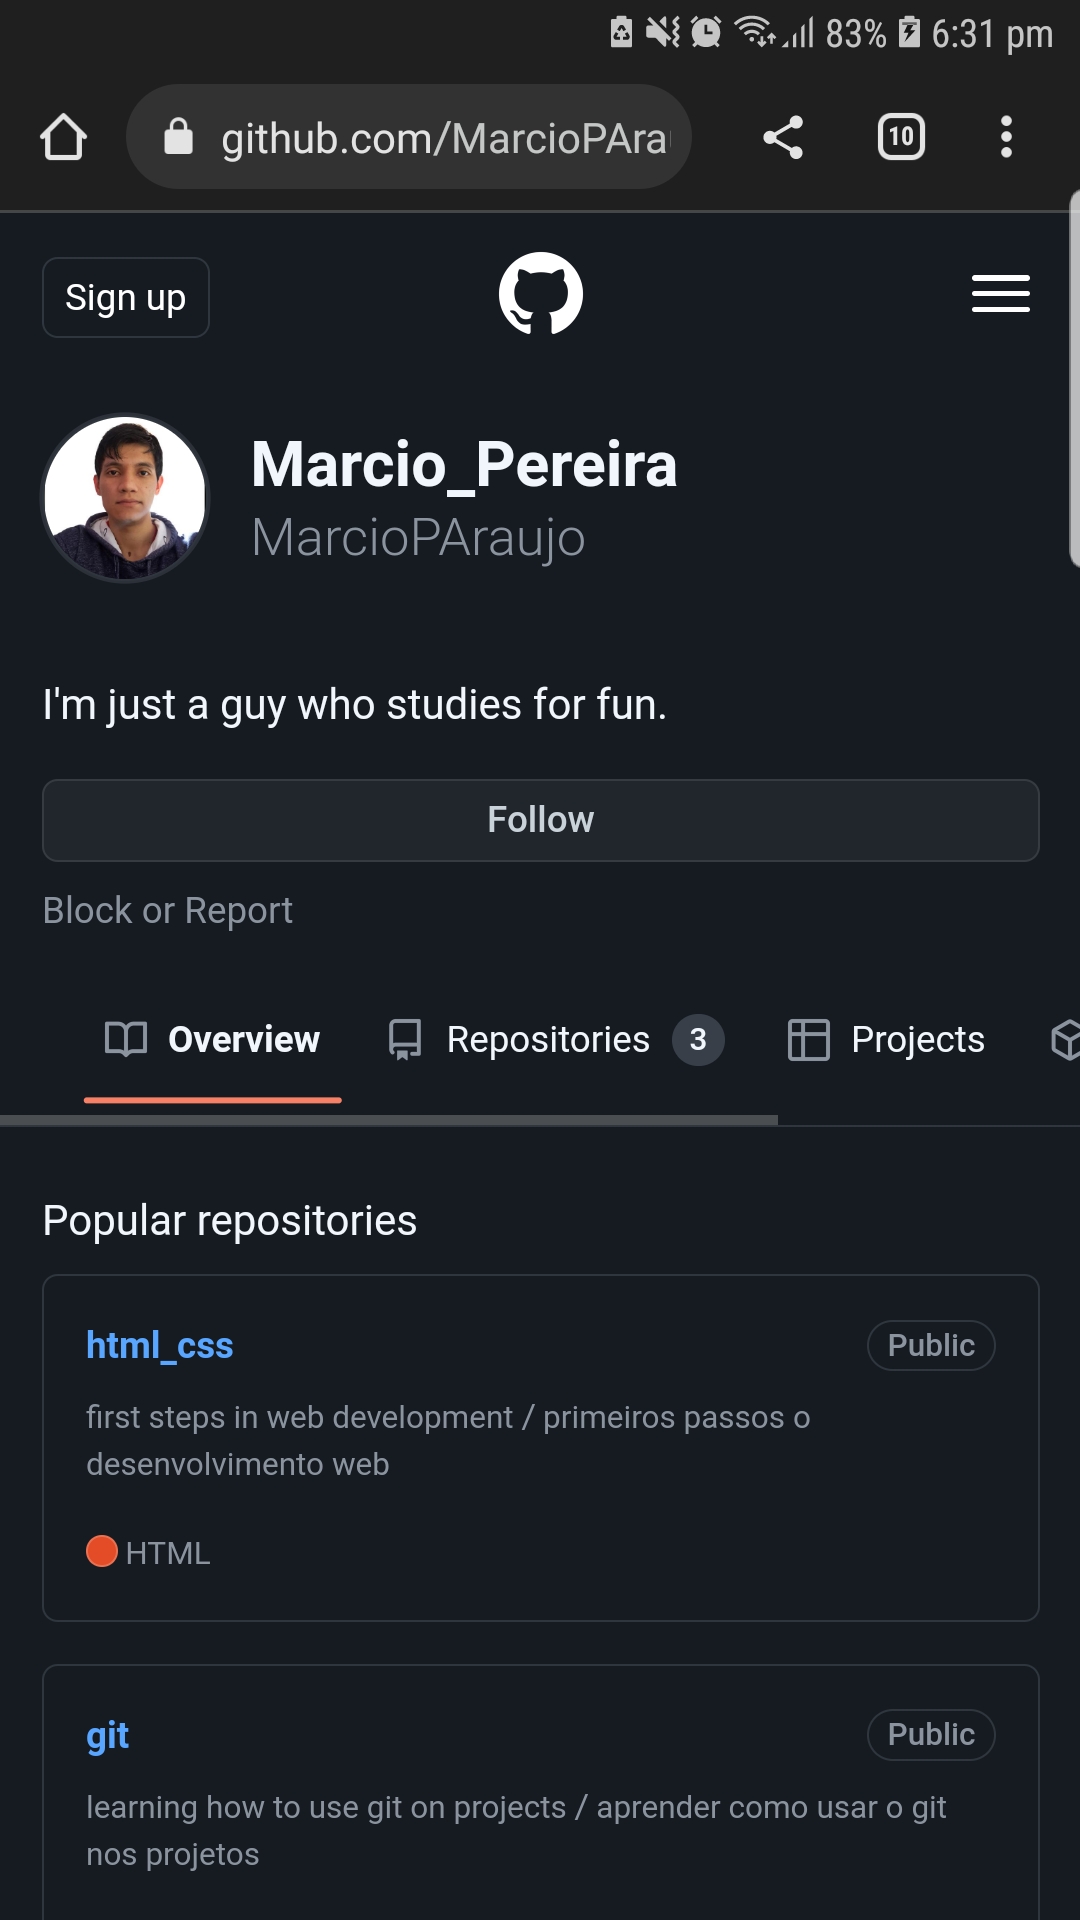 83% 6:31 pm
github.com/MarcioPAra
10
Sign up
Marcio_Pereira
MarcioPAraujo
I'm just a guy who studies for fun.
Follow
Block or Report
Overview Repositories 3 Projects
Popular repositories
html_css Public
first steps in web development / primeiros passos o
desenvolvimento web
HTML
git Public
learning how to use git on projects / aprender como usar o git
nos projetos